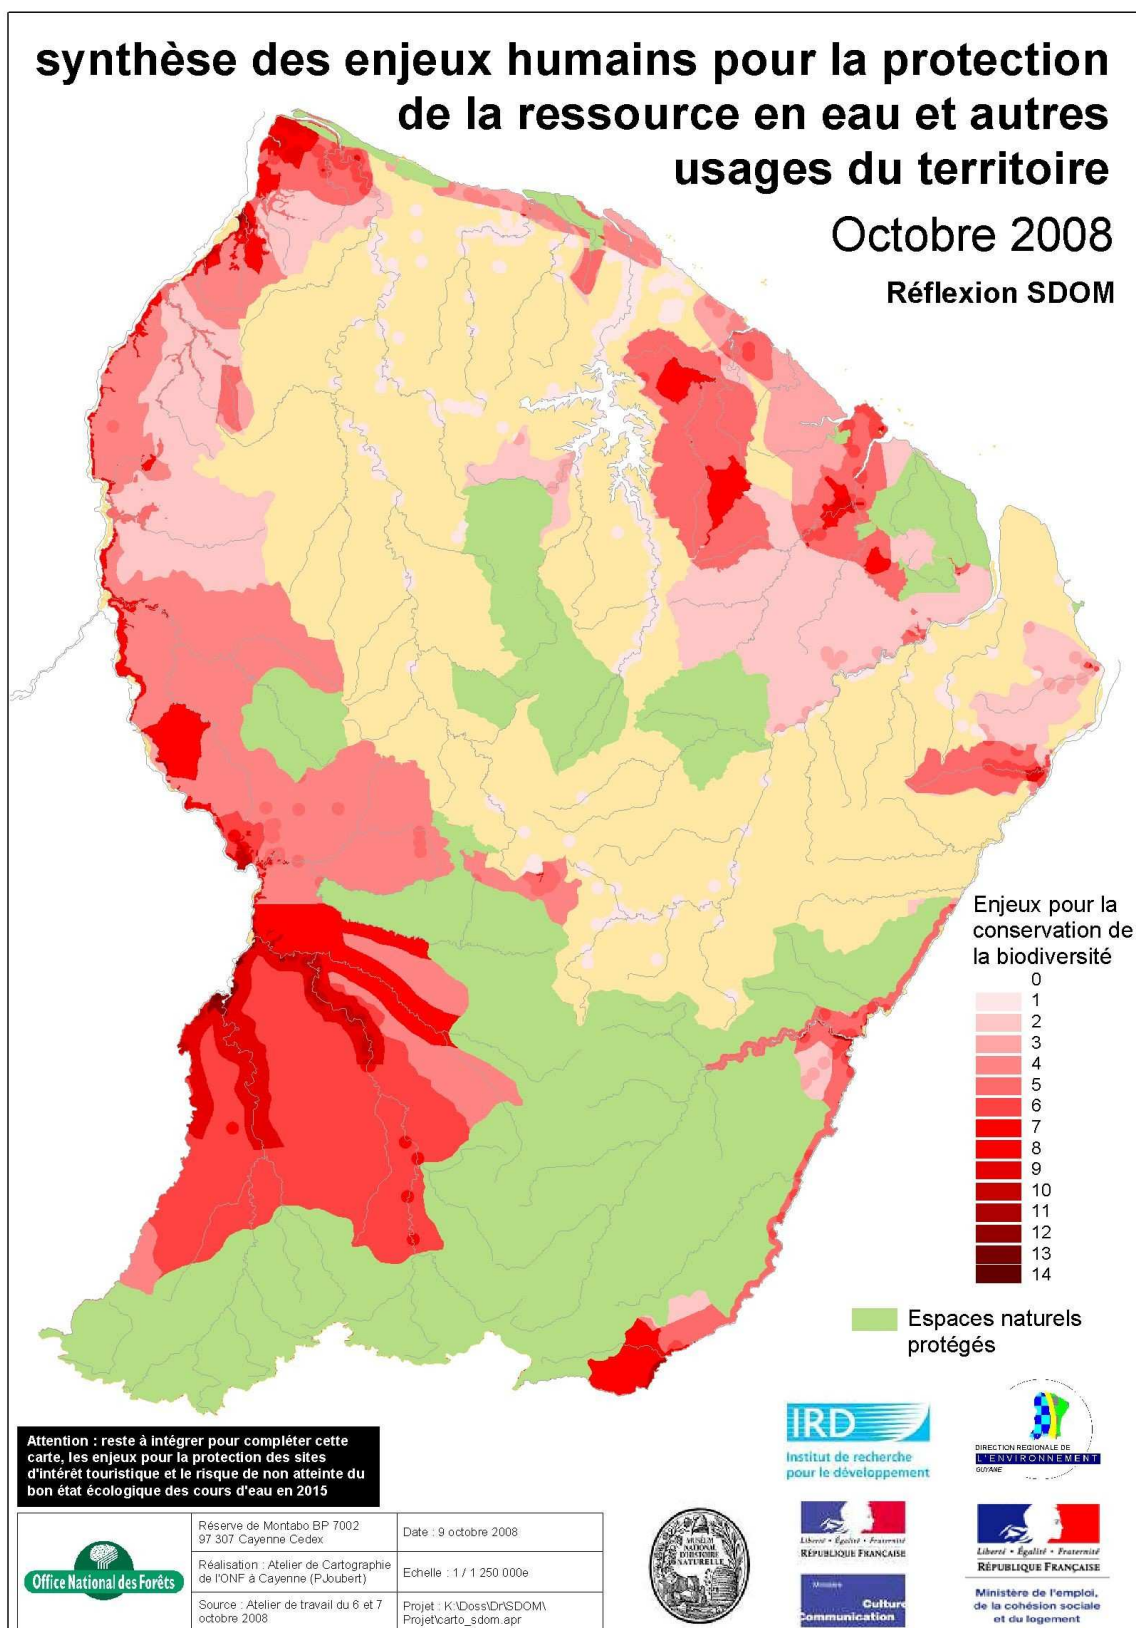 synthèse des enjeux humains pour la protection
de la ressource en eau et autres
usages du territoire
Octobre 2008
Réflexion SDOM
Enjeux pour la
conservation de
la biodiversité
0
1
2
3
4
5
6
7
8
9
10
11
12
13
14
Espaces naturels
protégés
Attention : reste à intégrer pour compléter cette
carte, les enjeux pour la protection des sites
d'intérêt touristique et le risque de non atteinte du
bon état écologique des cours d'eau en 2015
Office National des Forêts
Réserve de Montabo BP 7002
97 307 Cayenne Cedex
Date : 9 octobre 2008
Réalisation : Atelier de Cartographie
de l'ONF à Cayenne (PJoubert)
Echelle : 1 / 1 250 000e
Source : Atelier de travail du 6 et 7
octobre 2008
Projet : K:\Doss\Dr\SDOM\
Projet\carto_sdom.apr
IRD
Institut de recherche
pour le développement
DIRECTION REGIONALE DE
L'ENVIRONNEMENT
GUYANE
MUSÉUM
NATIONAL
D'HISTOIRE
NATURELLE
Liberté • Égalité • Fraternité
RÉPUBLIQUE FRANÇAISE
Ministère
Culture
Communication
Liberté • Égalité • Fraternité
RÉPUBLIQUE FRANÇAISE
Ministère de l'emploi,
de la cohésion sociale
et du logement